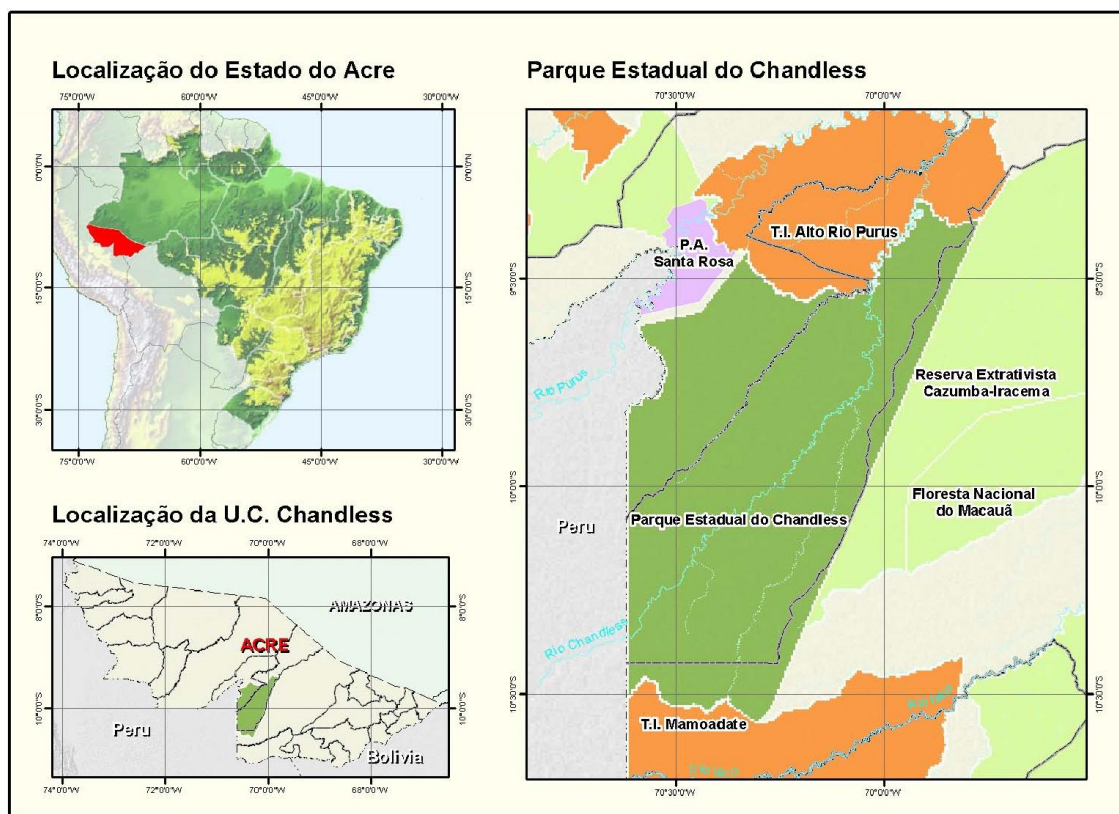 Localização do Estado do Acre
75°0'0"W 60°0'0"W 45°0'0"W 30°0'0"W
0°0'0"N 0°0'0"N
15°0'0"S 15°0'0"S
30°0'0"S 30°0'0"S
75°0'0"W 60°0'0"W 45°0'0"W 30°0'0"W
Localização da U.C. Chandless
74°0'0"W 72°0'0"W 70°0'0"W 68°0'0"W
8°0'0"S 8°0'0"S
AMAZONAS
ACRE
10°0'0"S 10°0'0"S
Peru
Bolivia
74°0'0"W 72°0'0"W 70°0'0"W 68°0'0"W
Parque Estadual do Chandless
70°30'0"W 70°0'0"W
T.I. Alto Rio Purus
P.A.
Santa Rosa
9°30'0"S 9°30'0"S
Rio Purus
Reserva Extrativista
Cazumba-Iracema
10°0'0"S 10°0'0"S
Floresta Nacional
do Macauã
Parque Estadual do Chandless
Peru
Rio Chandless
10°30'0"S 10°30'0"S
T.I. Mamoadate
70°30'0"W 70°0'0"W